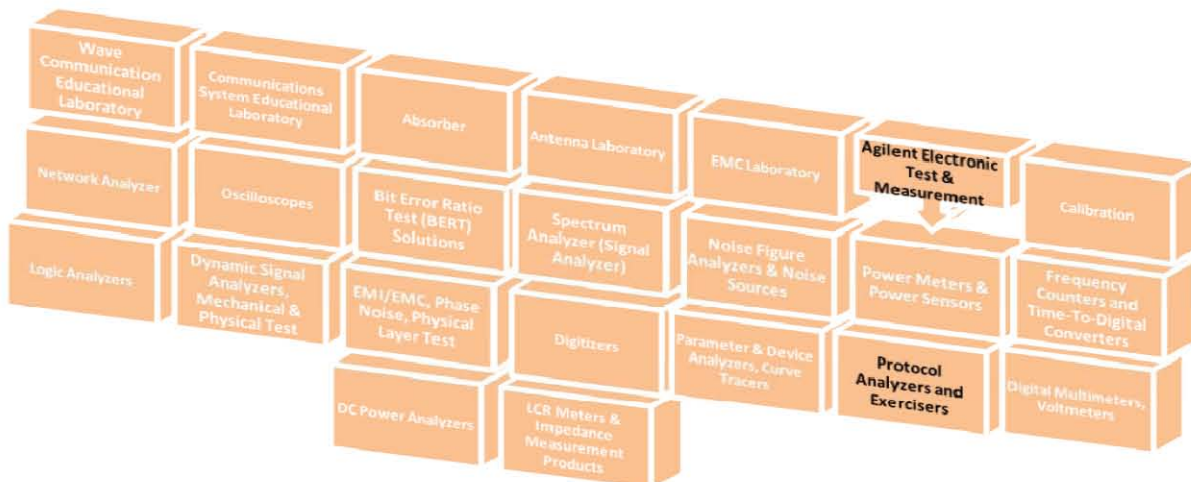 Wave
Communication
Educational
Laboratory
Communications
System Educational
Laboratory
Absorber
Antenna Laboratory
EMC Laboratory
Agilent Electronic
Test &
Measurement
Calibration
Network Analyzer
Oscilloscopes
Bit Error Ratio
Test (BERT)
Solutions
Spectrum
Analyzer (Signal
Analyzer)
Noise Figure
Analyzers & Noise
Sources
Power Meters &
Power Sensors
Frequency
Counters and
Time-To-Digital
Converters
Logic Analyzers
Dynamic Signal
Analyzers,
Mechanical &
Physical Test
EMI/EMC, Phase
Noise, Physical
Layer Test
Digitizers
Parameter & Device
Analyzers, Curve
Tracers
Protocol
Analyzers and
Exercisers
Digital Multimeters,
Voltmeters
DC Power Analyzers
LCR Meters &
Impedance
Measurement
Products